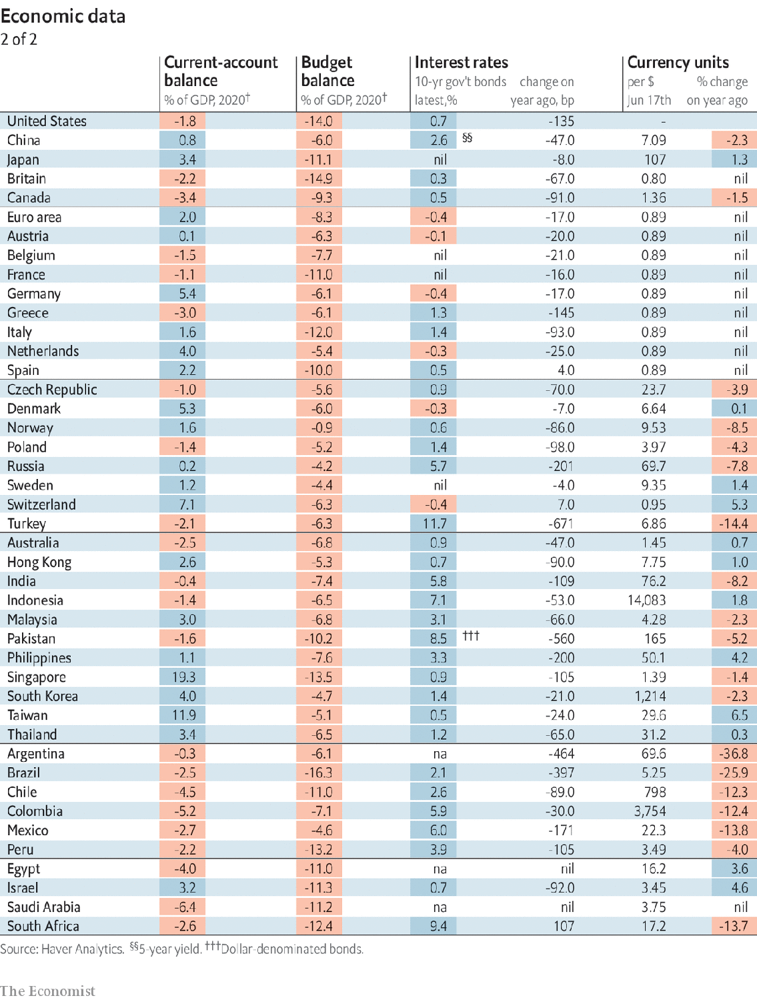 Economic data
2 of 2
Current-account balance % of GDP, 2020† Budget balance % of GDP, 2020† Interest rates 10-yr gov't bonds latest,% change on year ago, bp Currency units per $ Jun 17th % change on year ago
United States -1.8 -14.0 0.7 -135 -
China 0.8 -6.0 2.6 §§ -47.0 7.09 -2.3
Japan 3.4 -11.1 nil -8.0 107 1.3
Britain -2.2 -14.9 0.3 -67.0 0.80 nil
Canada -3.4 -9.3 0.5 -91.0 1.36 -1.5
Euro area 2.0 -8.3 -0.4 -17.0 0.89 nil
Austria 0.1 -6.3 -0.1 -20.0 0.89 nil
Belgium -1.5 -7.7 nil -21.0 0.89 nil
France -1.1 -11.0 nil -16.0 0.89 nil
Germany 5.4 -6.1 -0.4 -17.0 0.89 nil
Greece -3.0 -6.1 1.3 -145 0.89 nil
Italy 1.6 -12.0 1.4 -93.0 0.89 nil
Netherlands 4.0 -5.4 -0.3 -25.0 0.89 nil
Spain 2.2 -10.0 0.5 4.0 0.89 nil
Czech Republic -1.0 -5.6 0.9 -70.0 23.7 -3.9
Denmark 5.3 -6.0 -0.3 -7.0 6.64 0.1
Norway 1.6 -0.9 0.6 -86.0 9.53 -8.5
Poland -1.4 -5.2 1.4 -98.0 3.97 -4.3
Russia 0.2 -4.2 5.7 -201 69.7 -7.8
Sweden 1.2 -4.4 nil -4.0 9.35 1.4
Switzerland 7.1 -6.3 -0.4 7.0 0.95 5.3
Turkey -2.1 -6.3 11.7 -671 6.86 -14.4
Australia -2.5 -6.8 0.9 -47.0 1.45 0.7
Hong Kong 2.6 -5.3 0.7 -90.0 7.75 1.0
India -0.4 -7.4 5.8 -109 76.2 -8.2
Indonesia -1.4 -6.5 7.1 -53.0 14,083 1.8
Malaysia 3.0 -6.8 3.1 -66.0 4.28 -2.3
Pakistan -1.6 -10.2 8.5 ††† -560 165 -5.2
Philippines 1.1 -7.6 3.3 -200 50.1 4.2
Singapore 19.3 -13.5 0.9 -105 1.39 -1.4
South Korea 4.0 -4.7 1.4 -21.0 1,214 -2.3
Taiwan 11.9 -5.1 0.5 -24.0 29.6 6.5
Thailand 3.4 -6.5 1.2 -65.0 31.2 0.3
Argentina -0.3 -6.1 na -464 69.6 -36.8
Brazil -2.5 -16.3 2.1 -397 5.25 -25.9
Chile -4.5 -11.0 2.6 -89.0 798 -12.3
Colombia -5.2 -7.1 5.9 -30.0 3,754 -12.4
Mexico -2.7 -4.6 6.0 -171 22.3 -13.8
Peru -2.2 -13.2 3.9 -105 3.49 -4.0
Egypt -4.0 -11.0 na nil 16.2 3.6
Israel 3.2 -11.3 0.7 -92.0 3.45 4.6
Saudi Arabia -6.4 -11.2 na nil 3.75 nil
South Africa -2.6 -12.4 9.4 107 17.2 -13.7
Source: Haver Analytics. §§5-year yield. †††Dollar-denominated bonds.
The Economist